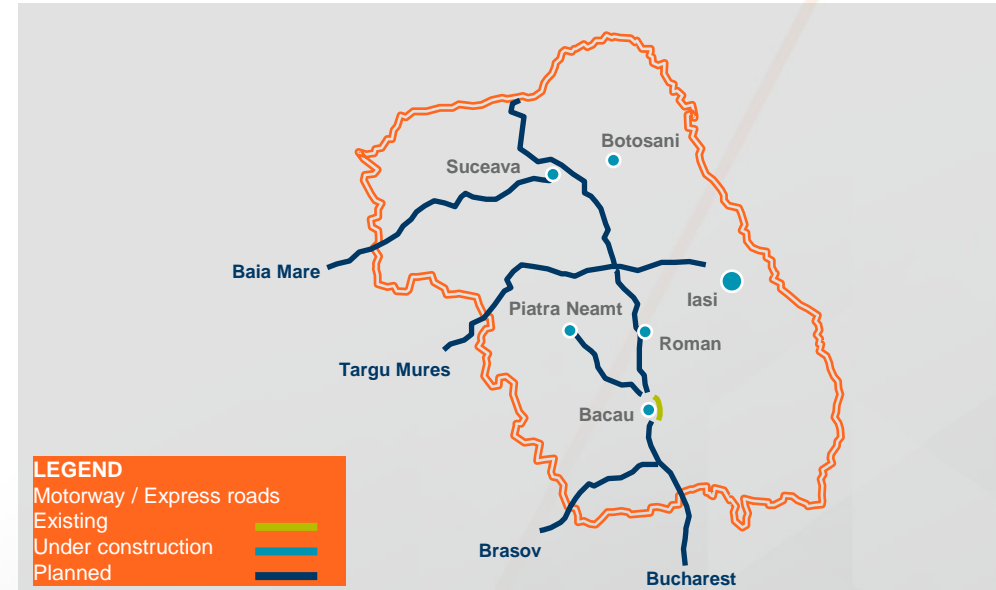 Botosani
Suceava
Baia Mare
Iasi
Piatra Neamt
Roman
Targu Mures
Bacau
LEGEND
Motorway / Express roads
Existing
Under construction
Planned
Brasov
Bucharest